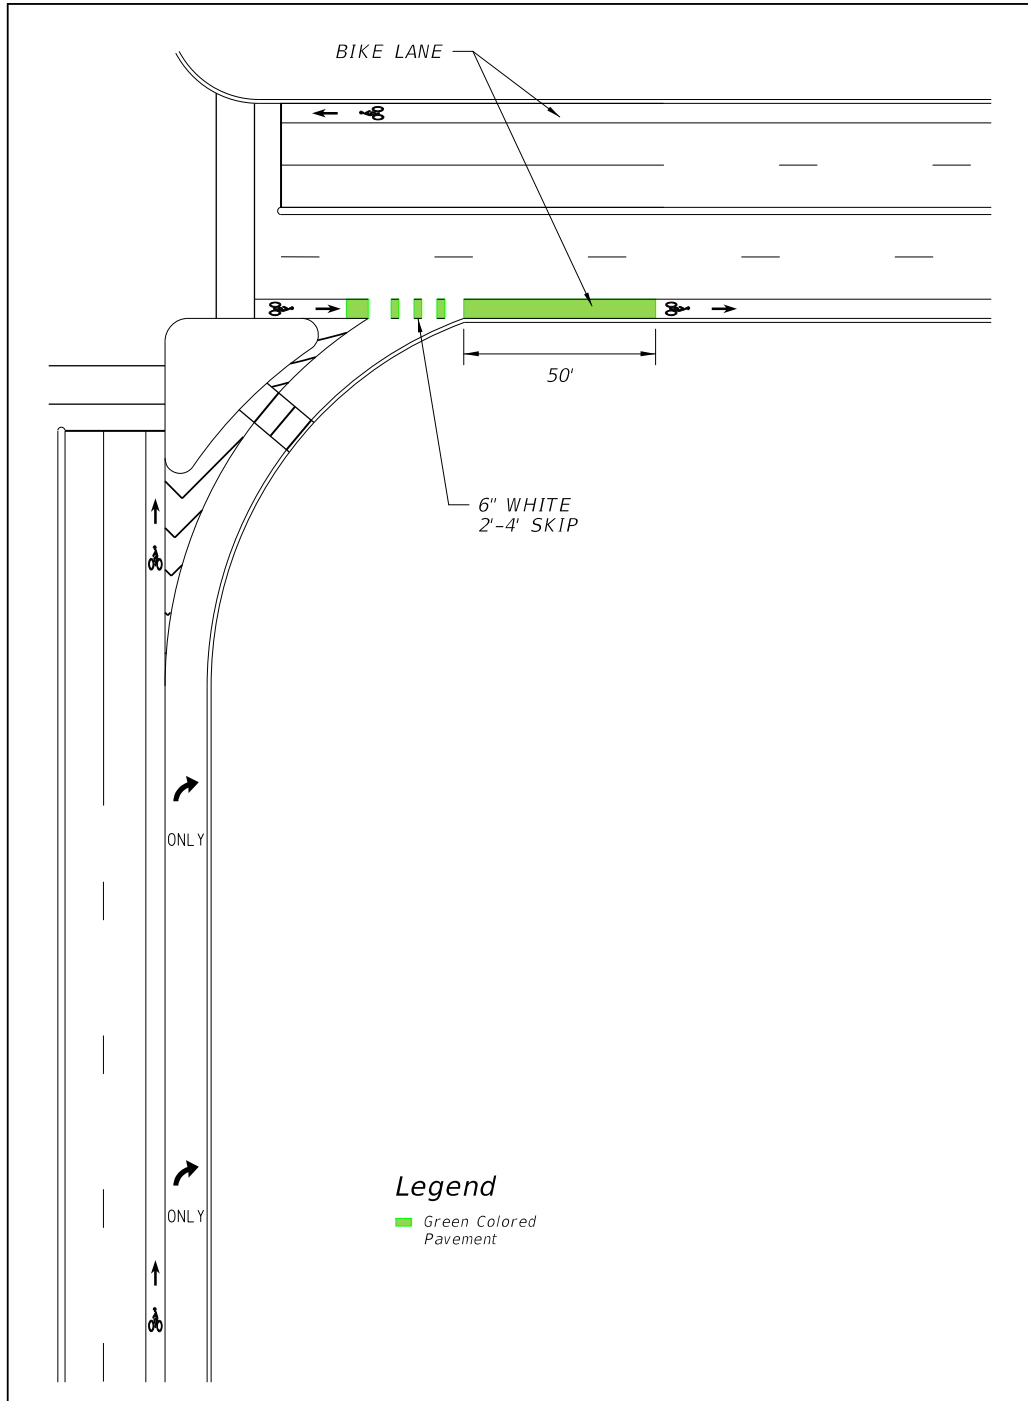 BIKE LANE
50'
6" WHITE
2'-4' SKIP
ONLY
ONLY
Legend
Green Colored
Pavement